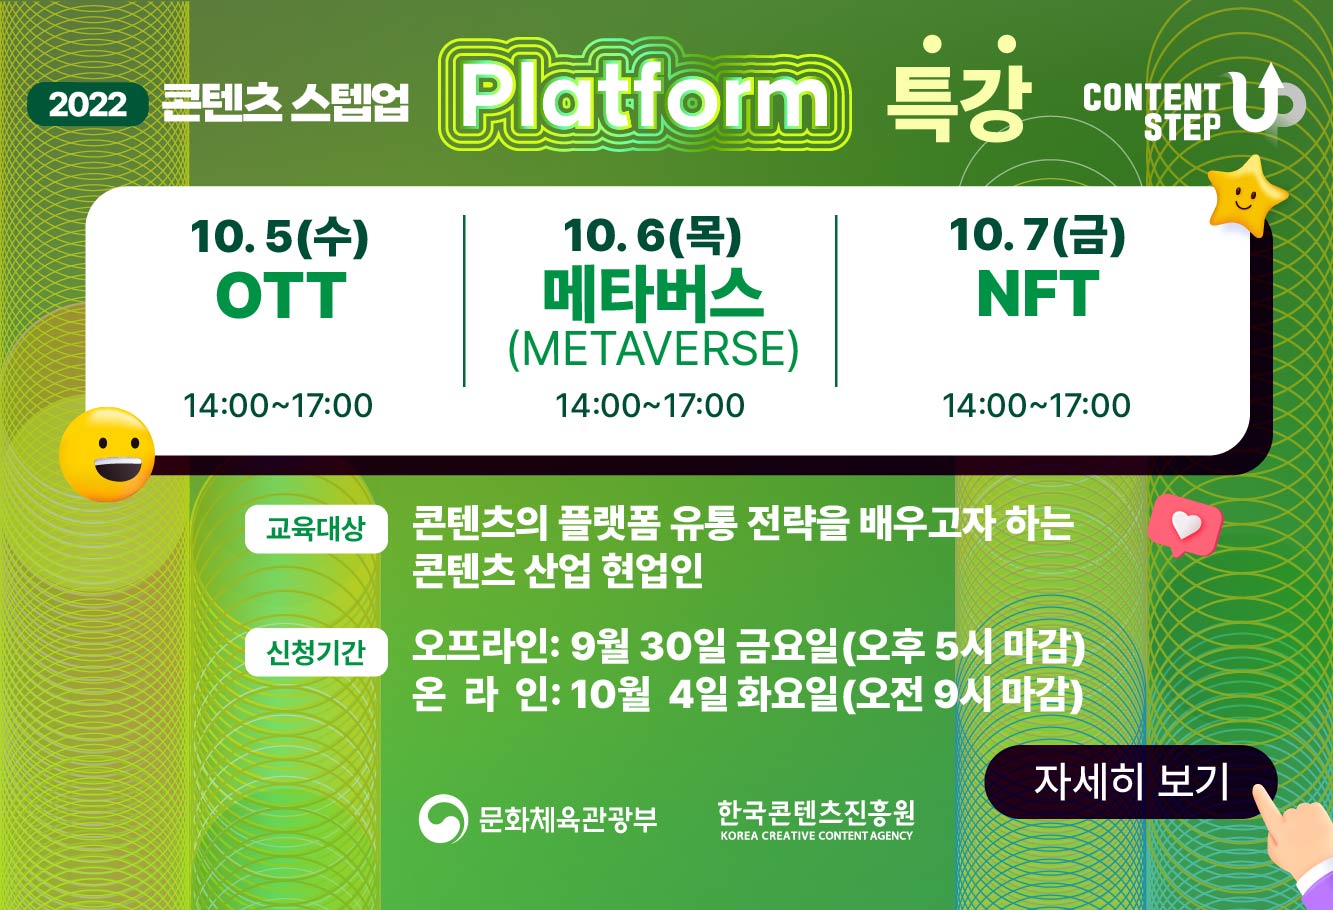 2022 콘텐츠 스텝업 Platform 특강
CONTENT
STEP UP
10. 5(수)
OTT
14:00~17:00
10. 6(목)
메타버스
(METAVERSE)
14:00~17:00
10. 7(금)
NFT
14:00~17:00
교육대상 콘텐츠의 플랫폼 유통 전략을 배우고자 하는
콘텐츠 산업 현업인
신청기간 오프라인: 9월 30일 금요일(오후 5시 마감)
온 라 인: 10월 4일 화요일(오전 9시 마감)
자세히 보기
문화체육관광부
한국콘텐츠진흥원
KOREA CREATIVE CONTENT AGENCY